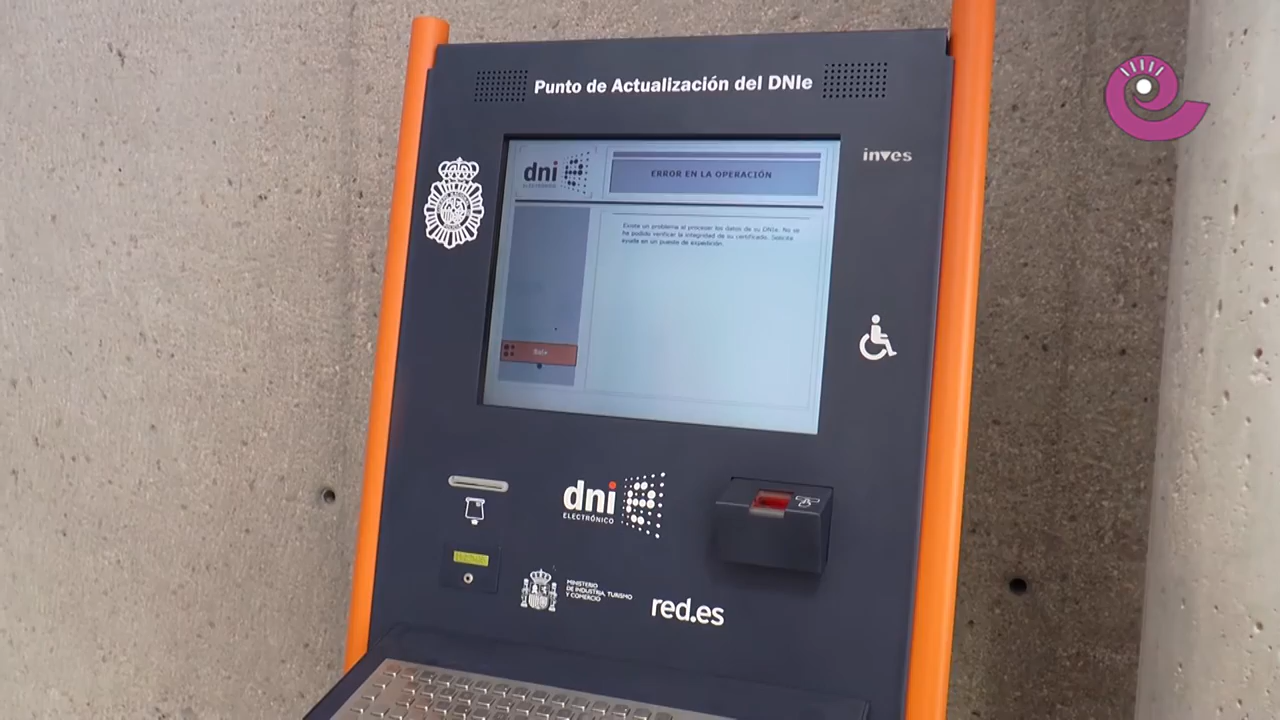 Punto de Actualización del DNIe
inves
dni
ELECTRÓNICO
ERROR EN LA OPERACIÓN
Existe un problema al procesar los datos de su DNIe. No se
ha podido verificar la integridad de su certificado. Solicite
ayuda en un puesto de expedición.
Salir
dni
ELECTRÓNICO
MINISTERIO
DE INDUSTRIA, TURISMO
Y COMERCIO
red.es